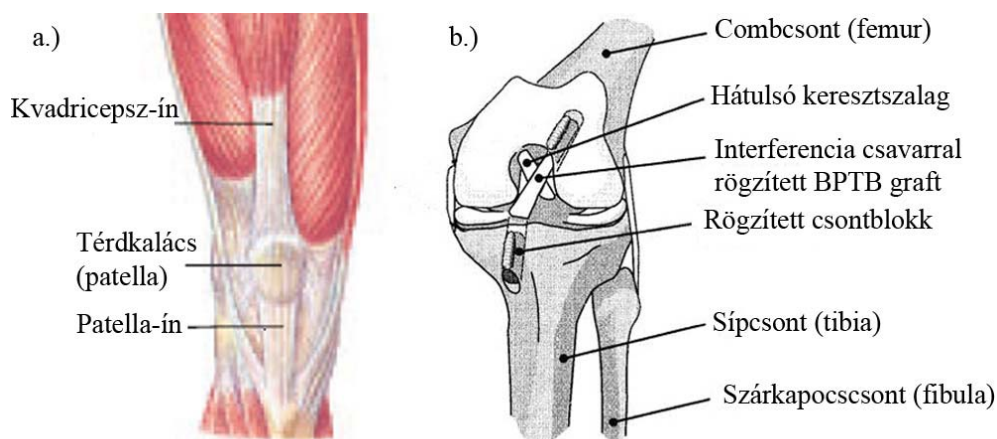 a.)
Kvadricepsz-ín
Térdkalács
(patella)
Patella-ín
b.)
Combcsont (femur)
Hátulsó keresztszalag
Interferencia csavarral
rögzített BPTB graft
Rögzített csontblokk
Sípcsont (tibia)
Szárkapocscsont (fibula)